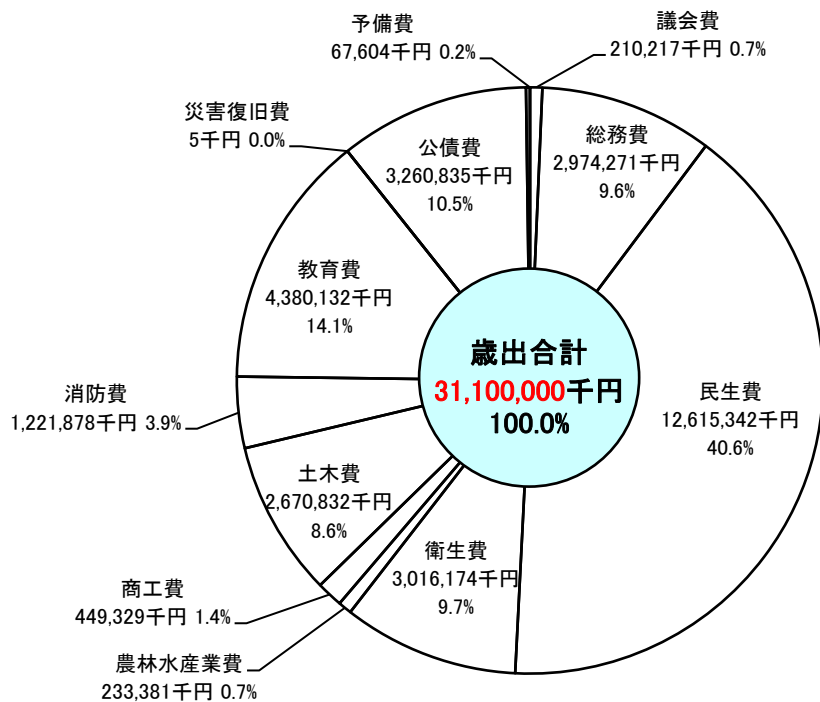 予備費
67,604千円 0.2%
議会費
210,217千円 0.7%
災害復旧費
5千円 0.0%
公債費
3,260,835千円
10.5%
総務費
2,974,271千円
9.6%
教育費
4,380,132千円
14.1%
歳出合計
31,100,000千円
100.0%
民生費
12,615,342千円
40.6%
消防費
1,221,878千円 3.9%
土木費
2,670,832千円
8.6%
衛生費
3,016,174千円
9.7%
商工費
449,329千円 1.4%
農林水産業費
233,381千円 0.7%